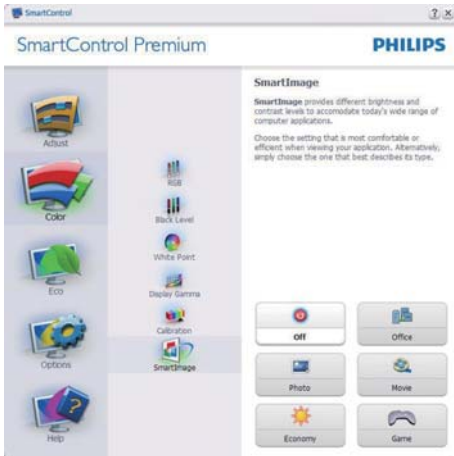 SmartControl
SmartControl Premium
PHILIPS
Adjust
Color
Eco
Options
Help
RGB
Black Level
White Point
Display Gamma
Calibration
SmartImage
SmartImage
SmartImage provides different brightness and
contrast levels to accomodate today's wide range of
computer applications.
Choose the setting that is most comfortable or
efficient when viewing your application. Alternatively,
simply choose the one that best describes its type.
Off
Office
Photo
Movie
Economy
Game